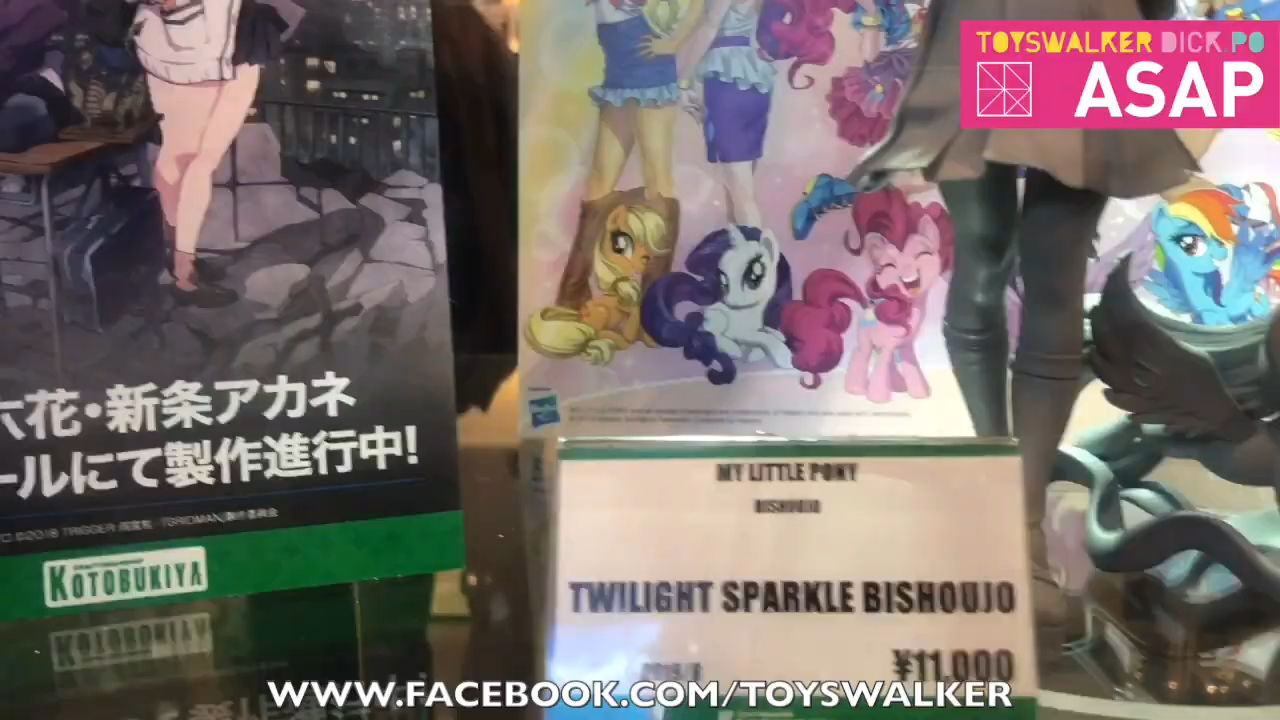 TOYSWALKER DICK.PO
ASAP
六花・新条アカネ
ールにて製作進行中!
KOTOBUKIYA
MY LITTLE PONY
BISHOUJO
TWILIGHT SPARKLE BISHOUJO
¥11,000
WWW.FACEBOOK.COM/TOYSWALKER